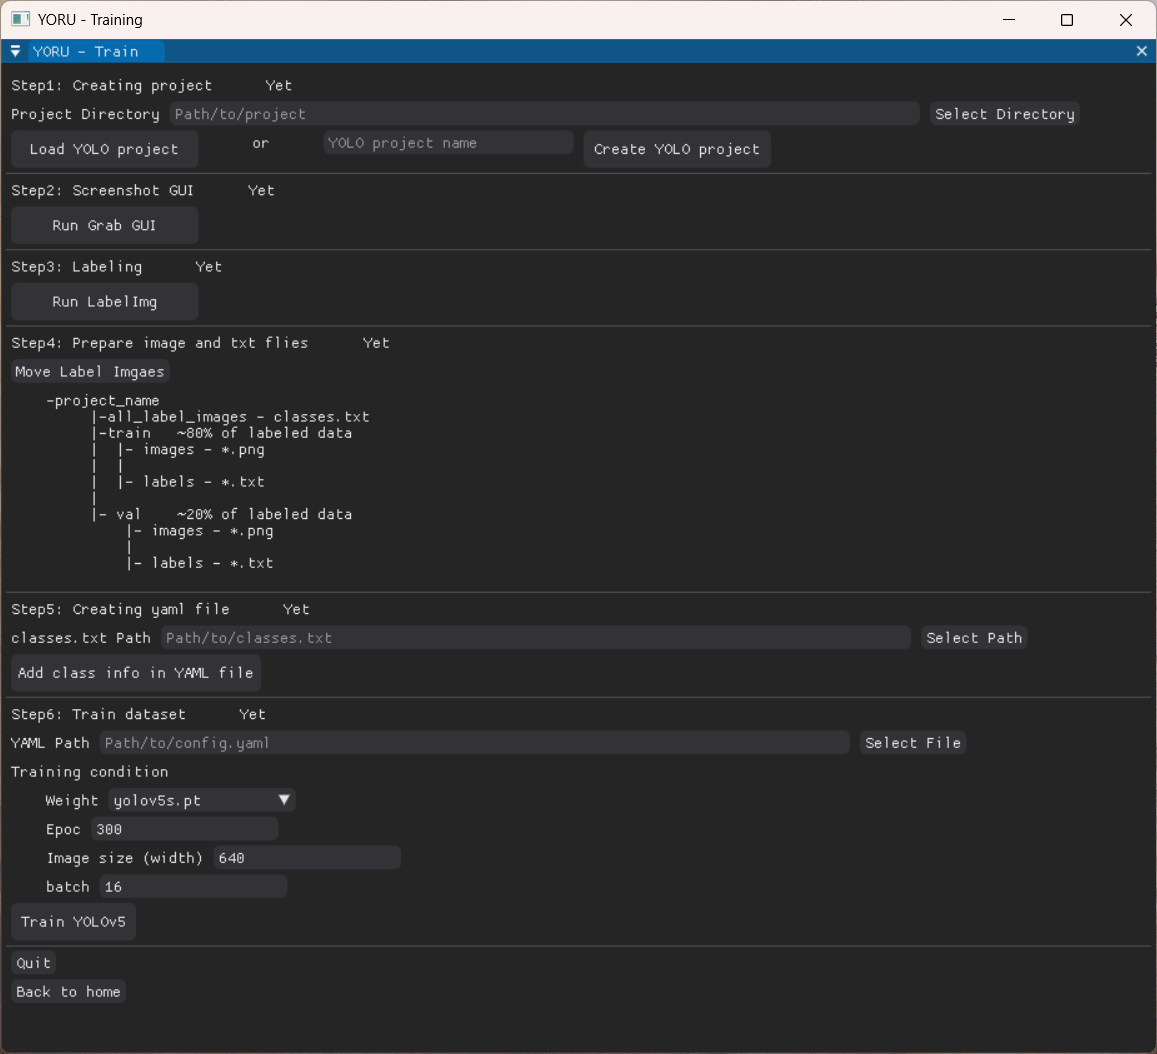 YORU - Training
YORU - Train
Step1: Creating project Yet
Project Directory Path/to/project Select Directory
Load YOLO project or YOLO project name Create YOLO project
Step2: Screenshot GUI Yet
Run Grab GUI
Step3: Labeling Yet
Run LabelImg
Step4: Prepare image and txt flies Yet
Move Label Imgaes
-project_name
|-all_label_images - classes.txt
|-train ~80% of labeled data
| |- images - *.png
| |
| |- labels - *.txt
|
|- val ~20% of labeled data
|- images - *.png
|
|- labels - *.txt
Step5: Creating yaml file Yet
classes.txt Path Path/to/classes.txt Select Path
Add class info in YAML file
Step6: Train dataset Yet
YAML Path Path/to/config.yaml Select File
Training condition
Weight yolov5s.pt
Epoc 300
Image size (width) 640
batch 16
Train YOLOv5
Quit
Back to home